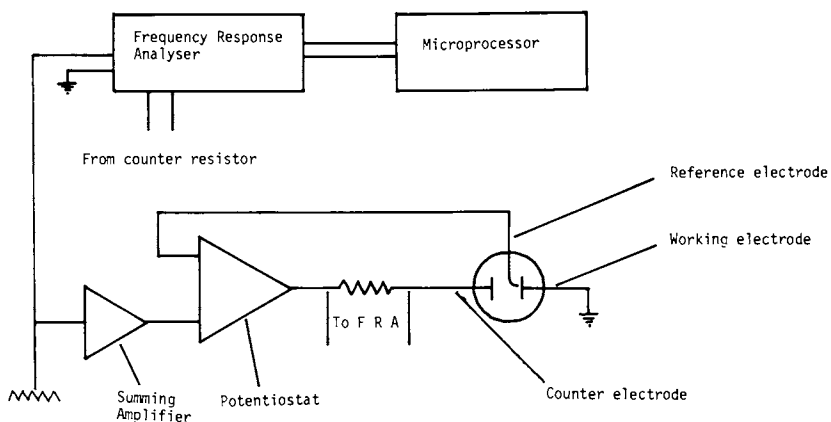 Frequency Response
Analyser
Microprocessor
From counter resistor
Reference electrode
Working electrode
To F R A
Counter electrode
Summing
Amplifier
Potentiostat